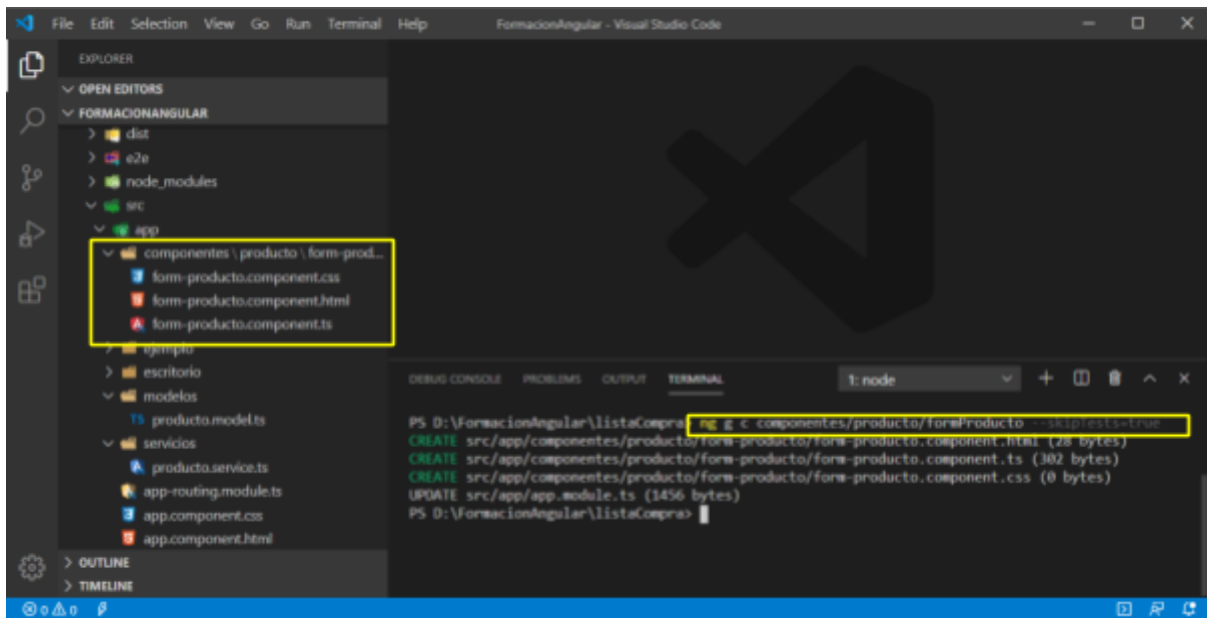 File Edit Selection View Go Run Terminal Help FormacionAngular - Visual Studio Code
EXPLORER
OPEN EDITORS
FORMACIONANGULAR
dist
e2e
node_modules
src
app
componentes \ producto \ form-prod...
form-producto.component.css
form-producto.component.html
form-producto.component.ts
ejemplo
escritorio
modelos
TS producto.model.ts
servicios
producto.service.ts
app-routing.module.ts
app.component.css
app.component.html
OUTLINE
TIMELINE
DEBUG CONSOLE PROBLEMS OUTPUT TERMINAL 1: node
PS D:\FormacionAngular\listaCompra> ng g c componentes/producto/formProducto --skipTests=true
CREATE src/app/componentes/producto/form-producto/form-producto.component.html (28 bytes)
CREATE src/app/componentes/producto/form-producto/form-producto.component.ts (302 bytes)
CREATE src/app/componentes/producto/form-producto/form-producto.component.css (0 bytes)
UPDATE src/app/app.module.ts (1456 bytes)
PS D:\FormacionAngular\listaCompra>
0 0